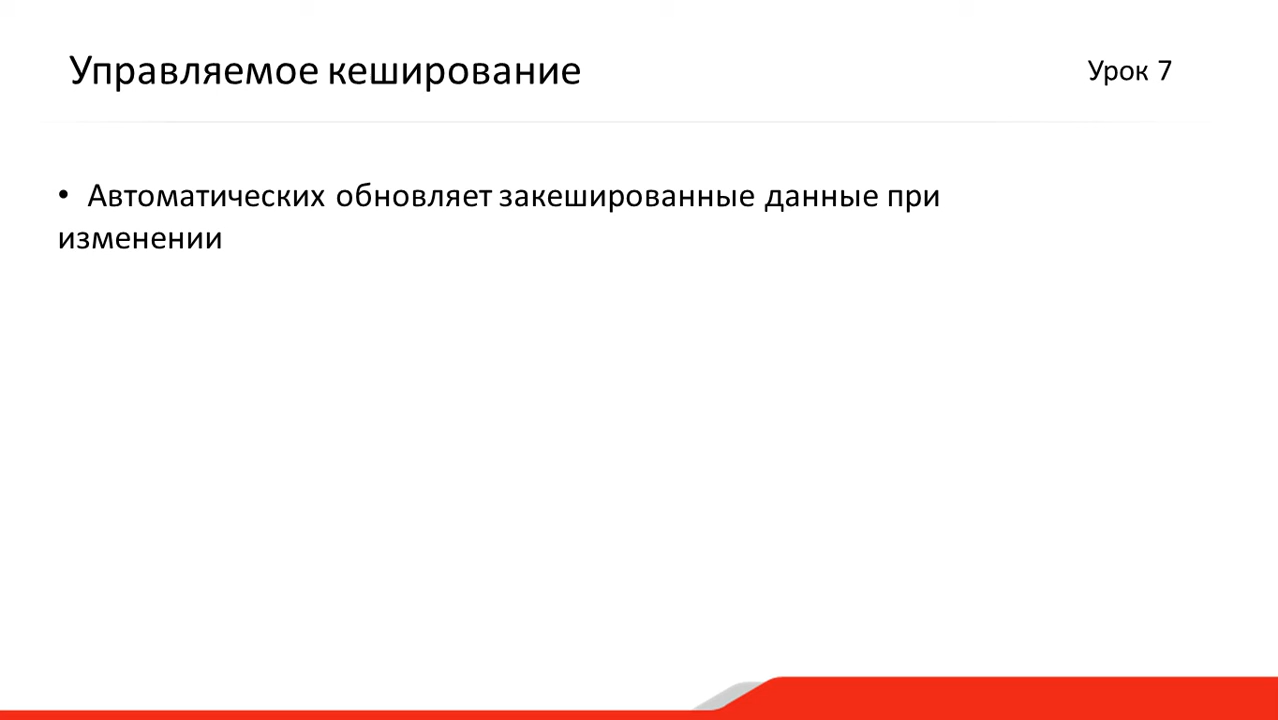 Управляемое кеширование
Урок 7
• Автоматических обновляет закешированные данные при
изменении